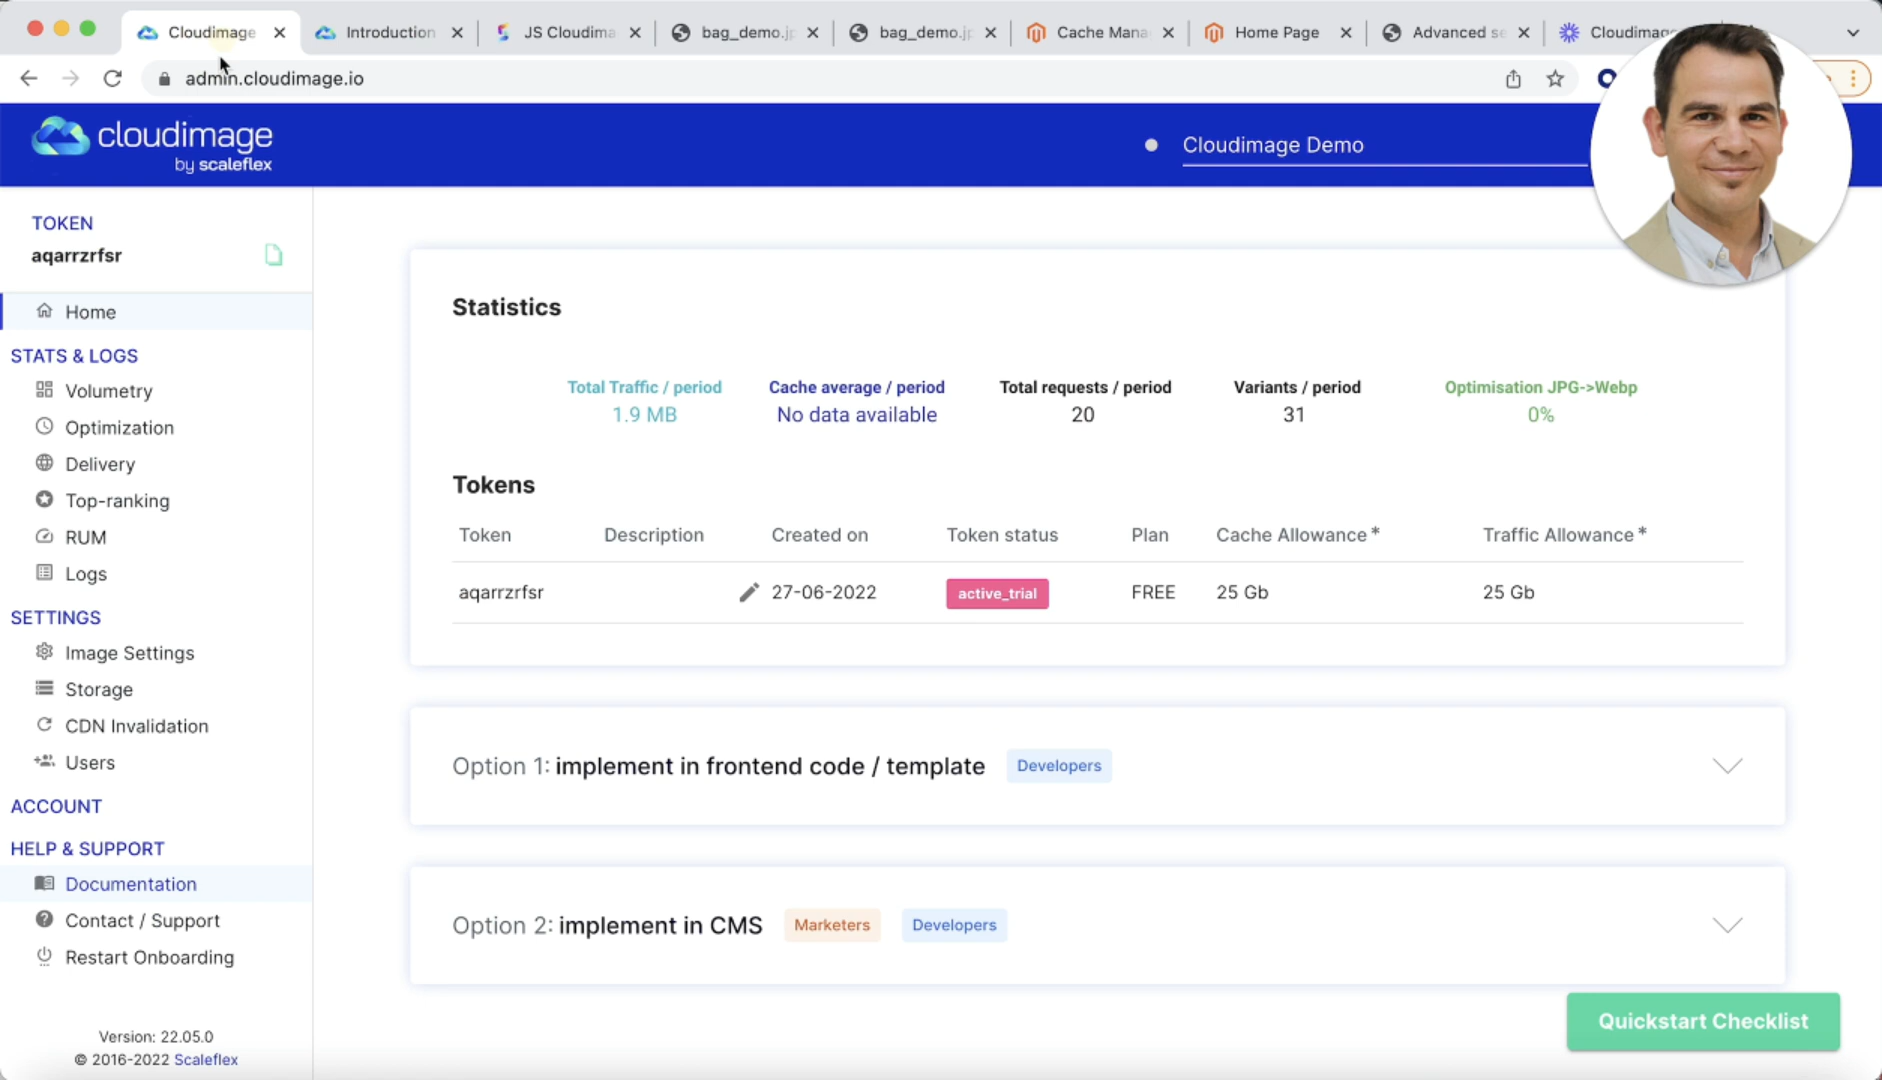 Cloudimage
Introduction
JS Cloudima
bag_demo.j
bag_demo.jp
Cache Mana
Home Page
Advanced se
Cloudimag
admin.cloudimage.io
cloudimage
by scaleflex
Cloudimage Demo
TOKEN
aqarrzrfsr
Home
STATS & LOGS
Volumetry
Optimization
Delivery
Top-ranking
RUM
Logs
SETTINGS
Image Settings
Storage
CDN Invalidation
Users
ACCOUNT
HELP & SUPPORT
Documentation
Contact / Support
Restart Onboarding
Version: 22.05.0
© 2016-2022 Scaleflex
Statistics
Total Traffic / period
Cache average / period
Total requests / period
Variants / period
Optimisation JPG->Webp
1.9 MB
No data available
20
31
0%
Tokens
Token Description Created on Token status Plan Cache Allowance * Traffic Allowance *
aqarrzrfsr 27-06-2022 active_trial FREE 25 Gb 25 Gb
Option 1: implement in frontend code / template Developers
Option 2: implement in CMS Marketers Developers
Quickstart Checklist